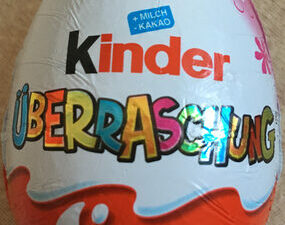 + MILCH
- KAKAO
Kinder
ÜBERRASCHUNG